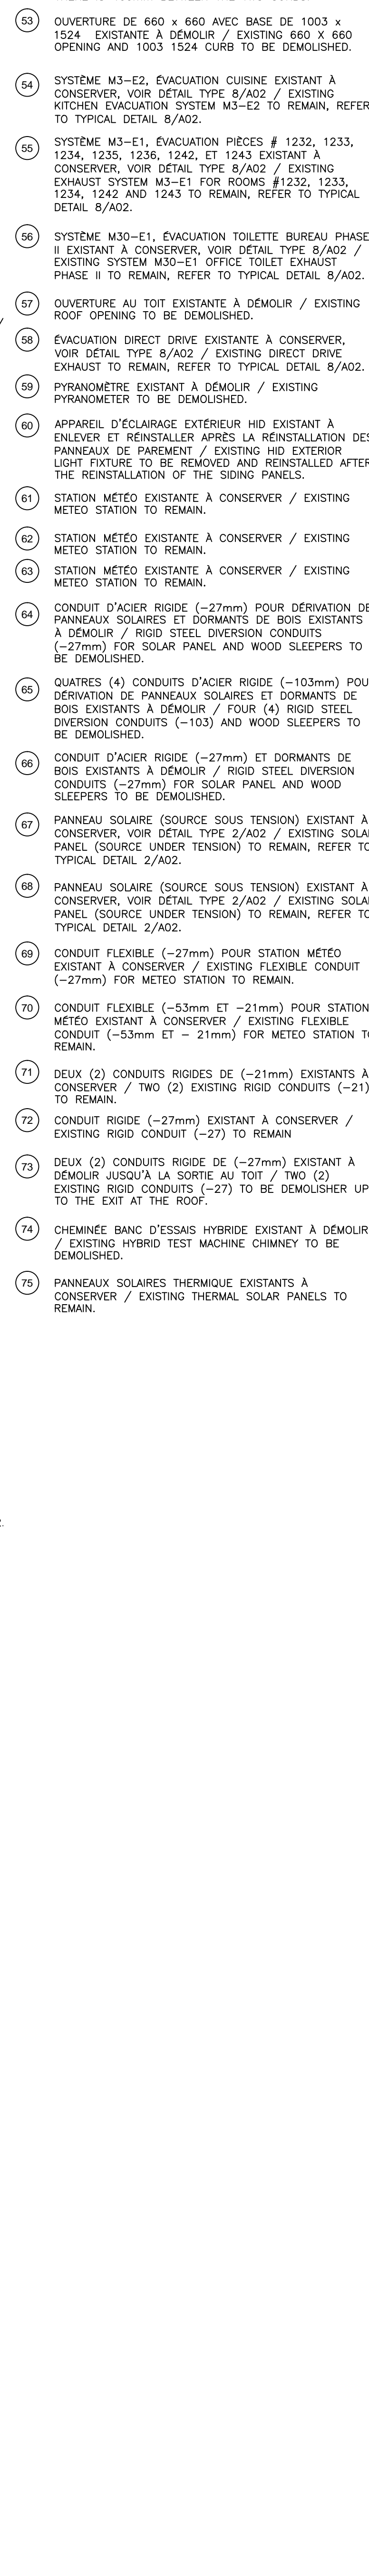 53
OUVERTURE DE 660 x 660 AVEC BASE DE 1003 x
1524 EXISTANTE À DÉMOLIR / EXISTING 660 X 660
OPENING AND 1003 1524 CURB TO BE DEMOLISHED.
54
SYSTÈME M3-E2, ÉVACUATION CUISINE EXISTANT À
CONSERVER, VOIR DÉTAIL TYPE 8/A02 / EXISTING
KITCHEN EVACUATION SYSTEM M3-E2 TO REMAIN, REFER
TO TYPICAL DETAIL 8/A02.
55
SYSTÈME M3-E1, ÉVACUATION PIÈCES # 1232, 1233,
1234, 1235, 1236, 1242, ET 1243 EXISTANT À
CONSERVER, VOIR DÉTAIL TYPE 8/A02 / EXISTING
EXHAUST SYSTEM M3-E1 FOR ROOMS #1232, 1233,
1234, 1242 AND 1243 TO REMAIN, REFER TO TYPICAL
DETAIL 8/A02.
56
SYSTÈME M30-E1, ÉVACUATION TOILETTE BUREAU PHASE
II EXISTANT À CONSERVER, VOIR DÉTAIL TYPE 8/A02 /
EXISTING SYSTEM M30-E1 OFFICE TOILET EXHAUST
PHASE II TO REMAIN, REFER TO TYPICAL DETAIL 8/A02.
57
OUVERTURE AU TOIT EXISTANTE À DÉMOLIR / EXISTING
ROOF OPENING TO BE DEMOLISHED.
58
ÉVACUATION DIRECT DRIVE EXISTANTE À CONSERVER,
VOIR DÉTAIL TYPE 8/A02 / EXISTING DIRECT DRIVE
EXHAUST TO REMAIN, REFER TO TYPICAL DETAIL 8/A02.
59
PYRANOMÈTRE EXISTANT À DÉMOLIR / EXISTING
PYRANOMETER TO BE DEMOLISHED.
60
APPAREIL D'ÉCLAIRAGE EXTÉRIEUR HID EXISTANT À
ENLEVER ET RÉINSTALLER APRÈS LA RÉINSTALLATION DES
PANNEAUX DE PAREMENT / EXISTING HID EXTERIOR
LIGHT FIXTURE TO BE REMOVED AND REINSTALLED AFTER
THE REINSTALLATION OF THE SIDING PANELS.
61
STATION MÉTÉO EXISTANTE À CONSERVER / EXISTING
METEO STATION TO REMAIN.
62
STATION MÉTÉO EXISTANTE À CONSERVER / EXISTING
METEO STATION TO REMAIN.
63
STATION MÉTÉO EXISTANTE À CONSERVER / EXISTING
METEO STATION TO REMAIN.
64
CONDUIT D'ACIER RIGIDE (-27mm) POUR DÉRIVATION DE
PANNEAUX SOLAIRES ET DORMANTS DE BOIS EXISTANTS
À DÉMOLIR / RIGID STEEL DIVERSION CONDUITS
(-27mm) FOR SOLAR PANEL AND WOOD SLEEPERS TO
BE DEMOLISHED.
65
QUATRES (4) CONDUITS D'ACIER RIGIDE (-103mm) POU
DÉRIVATION DE PANNEAUX SOLAIRES ET DORMANTS DE
BOIS EXISTANTS À DÉMOLIR / FOUR (4) RIGID STEEL
DIVERSION CONDUITS (-103) AND WOOD SLEEPERS TO
BE DEMOLISHED.
66
CONDUIT D'ACIER RIGIDE (-27mm) ET DORMANTS DE
BOIS EXISTANTS À DÉMOLIR / RIGID STEEL DIVERSION
CONDUITS (-27mm) FOR SOLAR PANEL AND WOOD
SLEEPERS TO BE DEMOLISHED.
67
PANNEAU SOLAIRE (SOURCE SOUS TENSION) EXISTANT À
CONSERVER, VOIR DÉTAIL TYPE 2/A02 / EXISTING SOLA
PANEL (SOURCE UNDER TENSION) TO REMAIN, REFER TO
TYPICAL DETAIL 2/A02.
68
PANNEAU SOLAIRE (SOURCE SOUS TENSION) EXISTANT À
CONSERVER, VOIR DÉTAIL TYPE 2/A02 / EXISTING SOLA
PANEL (SOURCE UNDER TENSION) TO REMAIN, REFER TO
TYPICAL DETAIL 2/A02.
69
CONDUIT FLEXIBLE (-27mm) POUR STATION MÉTÉO
EXISTANT À CONSERVER / EXISTING FLEXIBLE CONDUIT
(-27mm) FOR METEO STATION TO REMAIN.
70
CONDUIT FLEXIBLE (-53mm ET -21mm) POUR STATION
MÉTÉO EXISTANT À CONSERVER / EXISTING FLEXIBLE
CONDUIT (-53mm ET - 21mm) FOR METEO STATION TO
REMAIN.
71
DEUX (2) CONDUITS RIGIDES DE (-21mm) EXISTANTS À
CONSERVER / TWO (2) EXISTING RIGID CONDUITS (-21)
TO REMAIN.
72
CONDUIT RIGIDE (-27mm) EXISTANT À CONSERVER /
EXISTING RIGID CONDUIT (-27) TO REMAIN
73
DEUX (2) CONDUITS RIGIDE DE (-27mm) EXISTANT À
DÉMOLIR JUSQU'À LA SORTIE AU TOIT / TWO (2)
EXISTING RIGID CONDUITS (-27) TO BE DEMOLISHER UP
TO THE EXIT AT THE ROOF.
74
CHEMINÉE BANC D'ESSAIS HYBRIDE EXISTANT À DÉMOLIR
/ EXISTING HYBRID TEST MACHINE CHIMNEY TO BE
DEMOLISHED.
75
PANNEAUX SOLAIRES THERMIQUE EXISTANTS À
CONSERVER / EXISTING THERMAL SOLAR PANELS TO
REMAIN.